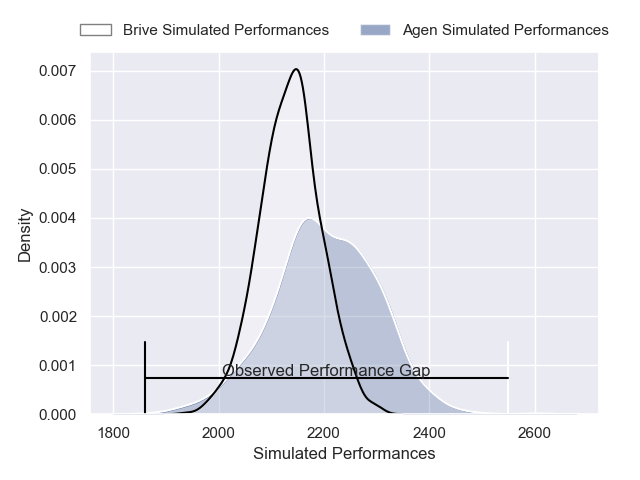 Brive Simulated Performances
Agen Simulated Performances
0.007
0.006
0.005
0.004
0.003
0.002
0.001
0.000
Density
Observed Performance Gap
1800
2000
2200
2400
2600
Simulated Performances